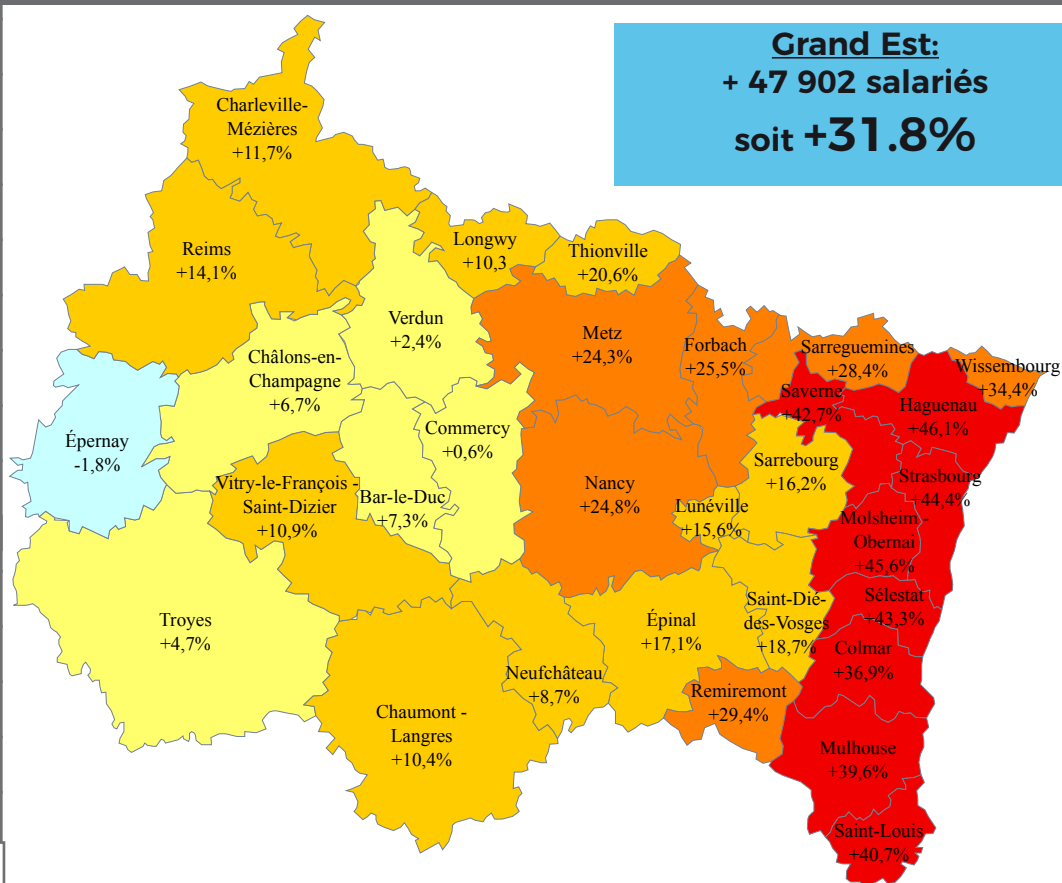 Grand Est:
+ 47 902 salariés
soit +31.8%
Charleville-
Mézières
+11,7%
Reims
+14,1%
Longwy
+10,3
Thionville
+20,6%
Verdun
+2,4%
Metz
+24,3%
Forbach
+25,5%
Sarreguemines
+28,4%
Wissembourg
+34,4%
Châlons-en-
Champagne
+6,7%
Saverne
+42,7%
Haguenau
+46,1%
Épernay
-1,8%
Commercy
+0,6%
Sarrebourg
+16,2%
Strasbourg
+44,4%
Vitry-le-François -
Saint-Dizier
+10,9%
Bar-le-Duc
+7,3%
Nancy
+24,8%
Lunéville
+15,6%
Molsheim -
Obernai
+45,6%
Troyes
+4,7%
Épinal
+17,1%
Saint-Dié-
des-Vosges
+18,7%
Sélestat
+43,3%
Colmar
+36,9%
Neufchâteau
+8,7%
Remiremont
+29,4%
Chaumont -
Langres
+10,4%
Mulhouse
+39,6%
Saint-Louis
+40,7%